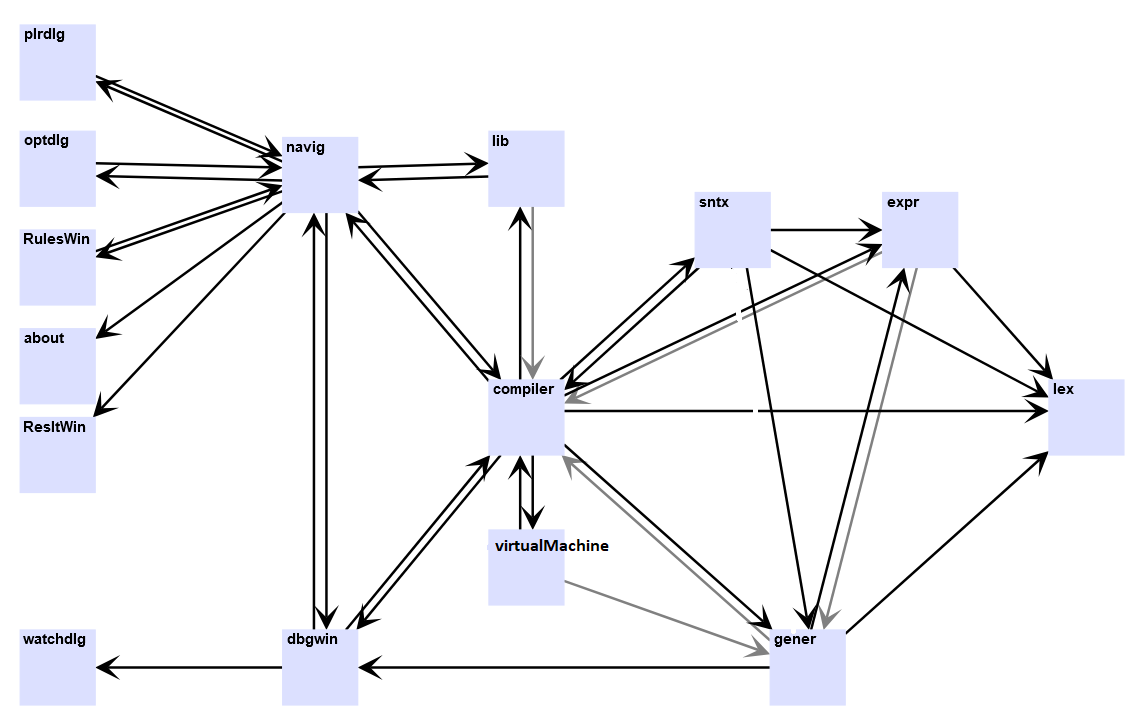 plrdlg
optdlg
navig
lib
sntx
expr
RulesWin
about
compiler
lex
ResltWin
virtualMachine
watchdlg
dbgwin
gener